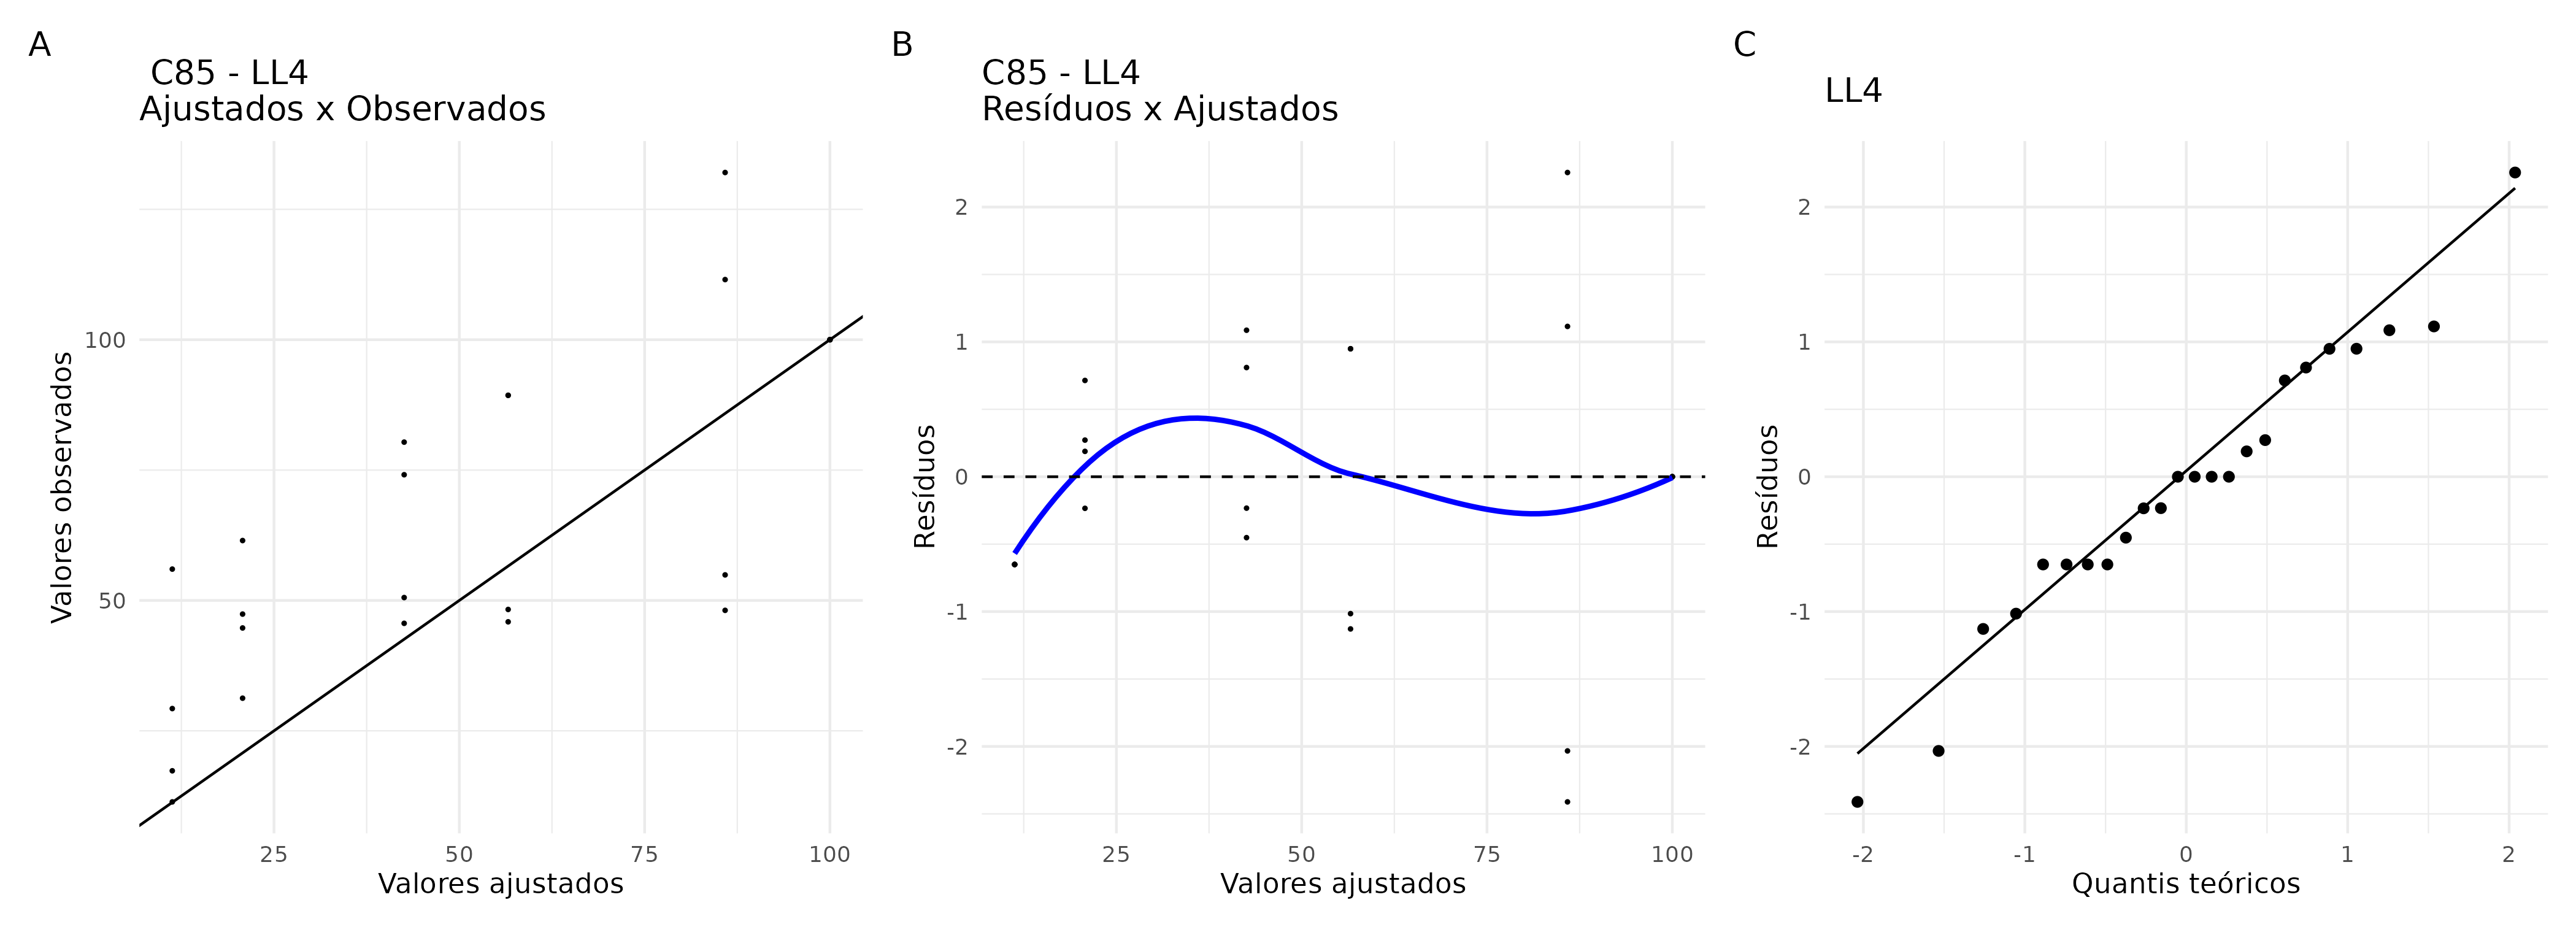 A
C85 - LL4
Ajustados x Observados
Valores observados
100
50
25
50
75
100
Valores ajustados
B
C85 - LL4
Resíduos x Ajustados
Resíduos
2
1
0
-1
-2
25
50
75
100
Valores ajustados
C
LL4
Resíduos
2
1
0
-1
-2
-2
-1
0
1
2
Quantis teóricos